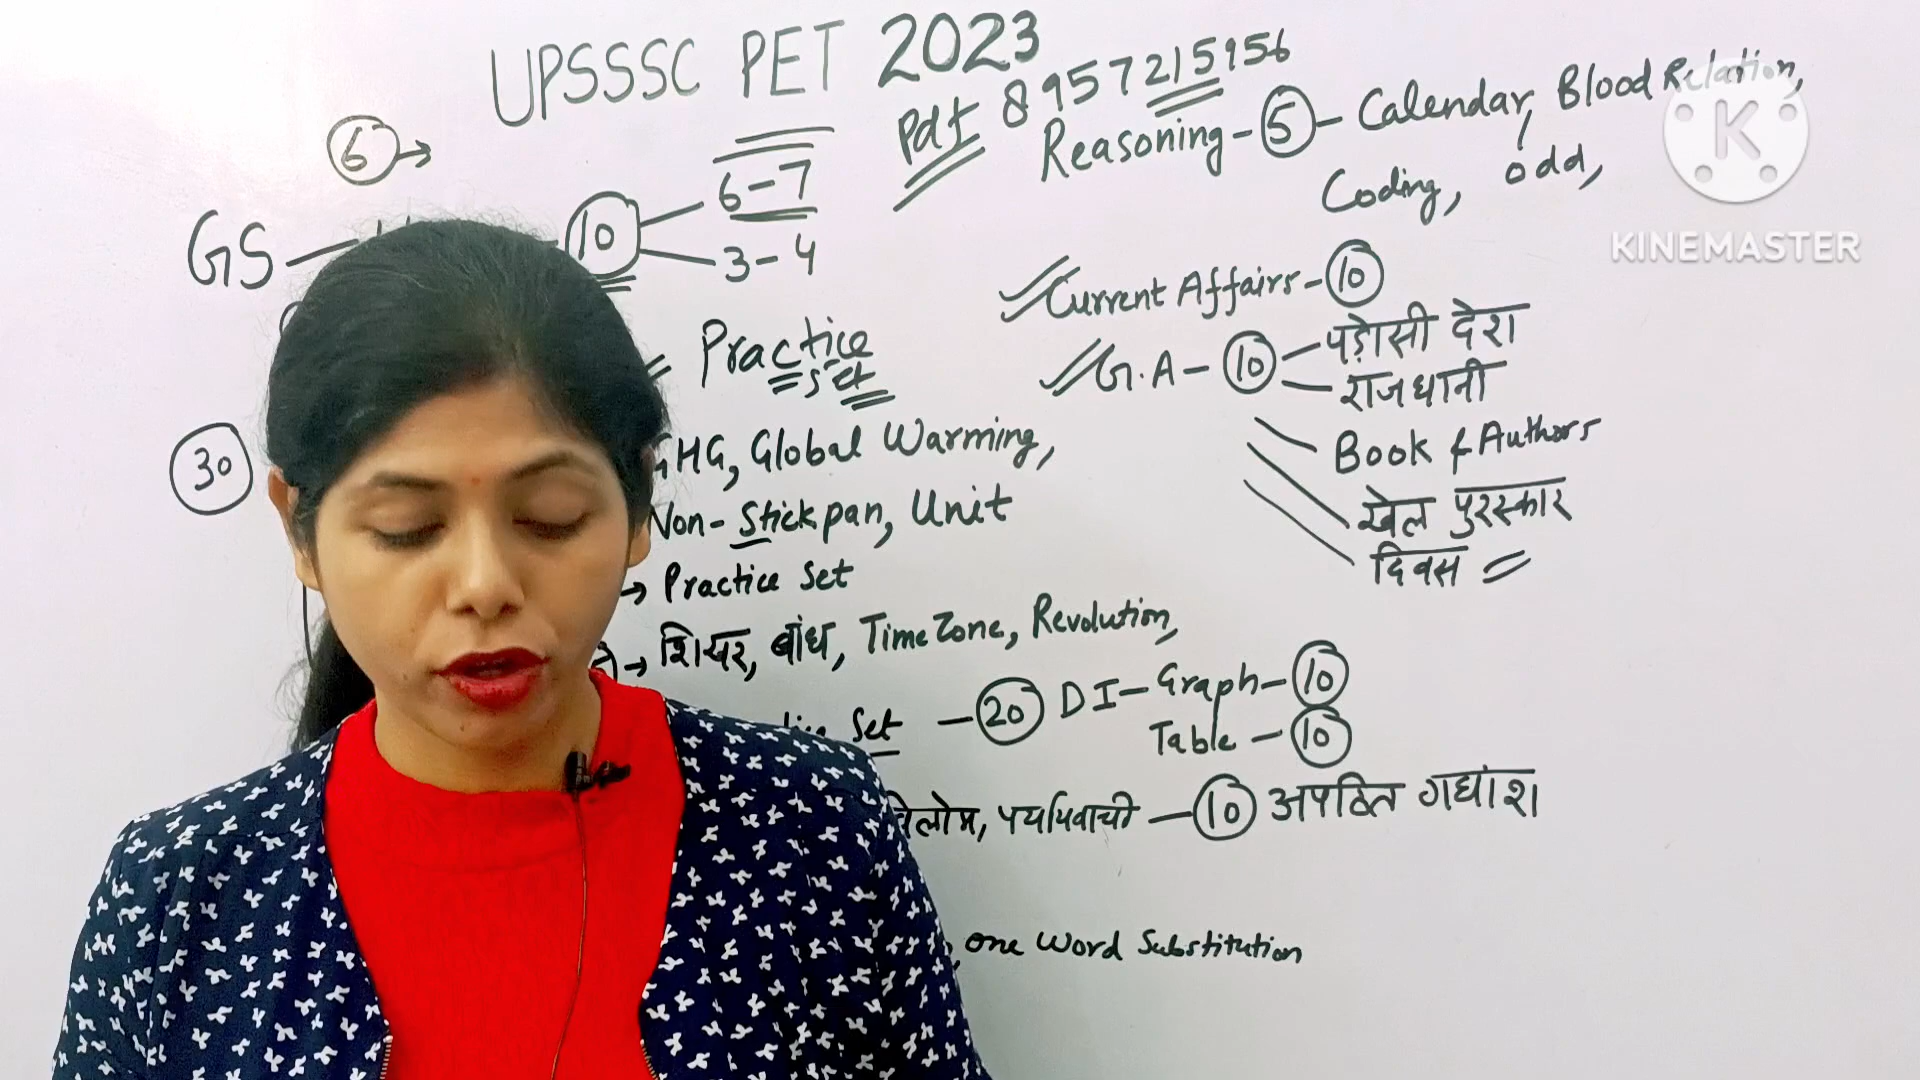 UPSSSC PET 2023
Pdf 8957215956
6 →
Reasoning - 5 - Calendar, Blood Relation,
Coding, odd,
GS 10 6-7
3-4
KINEMASTER
Current Affairs - 10
Practice set
G.A - 10 पड़ोसी देश
राजधानी
Book & Authors
खेल पुरस्कार
दिवस
30
GHG, Global Warming,
Non-Stick pan, Unit
→ Practice Set
→ शिखर, बांध, Time Zone, Revolution,
Set - 20 DI - Graph - 10
Table - 10
विलोम, पर्यायवाची - 10 अपठित गद्यांश
, one Word Substitution